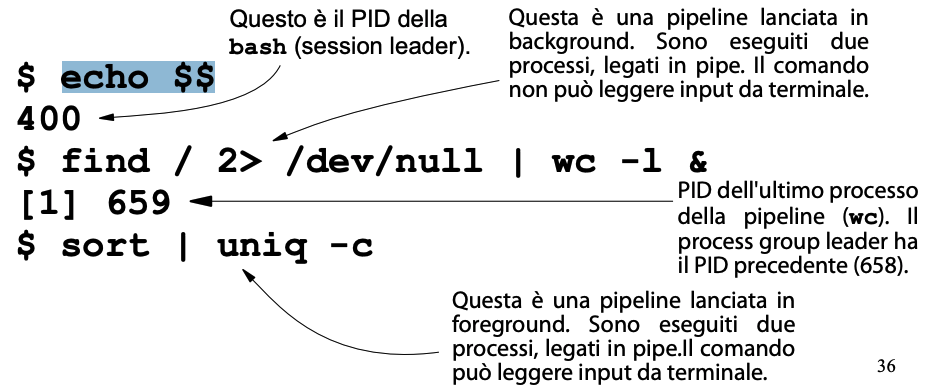 Questo è il PID della
bash (session leader).
Questa è una pipeline lanciata in
background. Sono eseguiti due
processi, legati in pipe. Il comando
non può leggere input da terminale.
$ echo $$
400
$ find / 2> /dev/null | wc -l &
[1] 659
PID dell'ultimo processo
della pipeline (wc). Il
process group leader ha
il PID precedente (658).
$ sort | uniq -c
Questa è una pipeline lanciata in
foreground. Sono eseguiti due
processi, legati in pipe.Il comando
può leggere input da terminale.
36